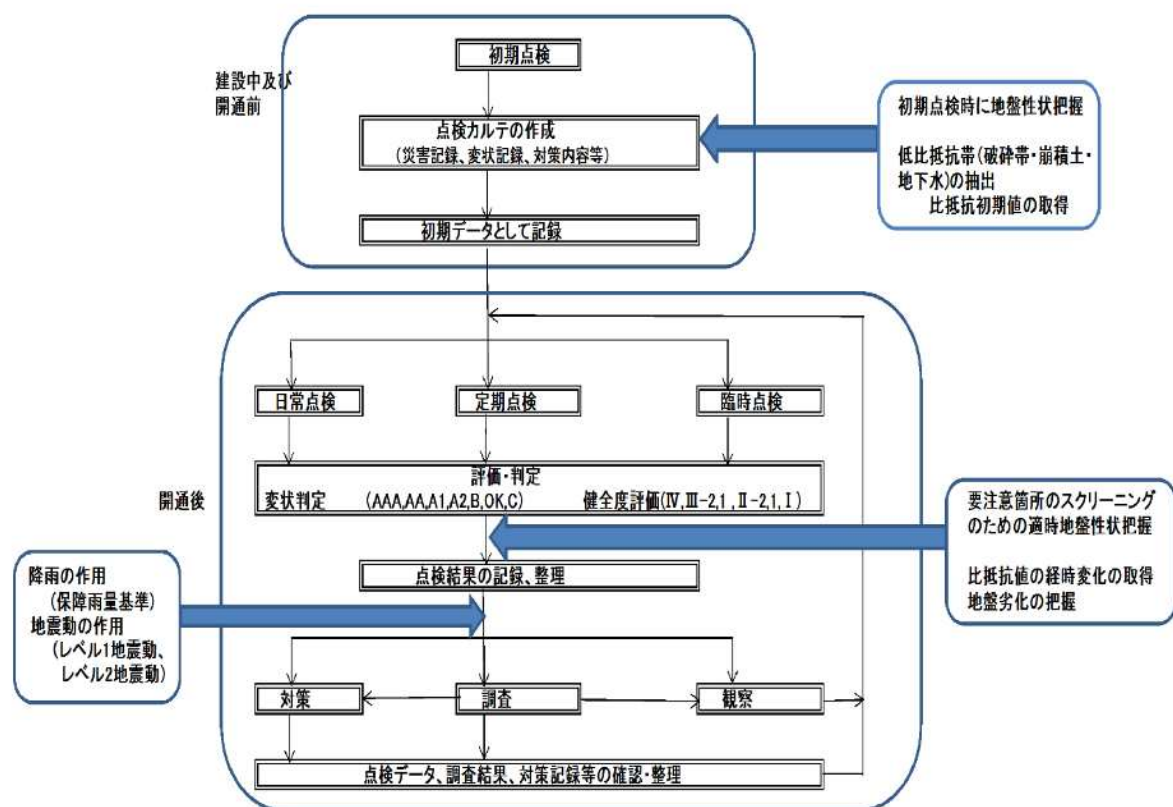 初期点検
建設中及び
開通前
点検カルテの作成
(災害記録、変状記録、対策内容等)
初期データとして記録
初期点検時に地盤性状把握
低比抵抗帯(破砕帯・崩積土・
地下水)の抽出
比抵抗初期値の取得
日常点検
定期点検
臨時点検
評価・判定
変状判定 (AAA,AA,A1,A2,B,OK,C) 健全度評価(Ⅳ,Ⅲ-2,1,Ⅱ-2,1,Ⅰ)
開通後
点検結果の記録、整理
要注意箇所のスクリーニング
のための適時地盤性状把握
比抵抗値の経時変化の取得
地盤劣化の把握
降雨の作用
(保障雨量基準)
地震動の作用
(レベル1地震動、
レベル2地震動)
対策
調査
観察
点検データ、調査結果、対策記録等の確認・整理